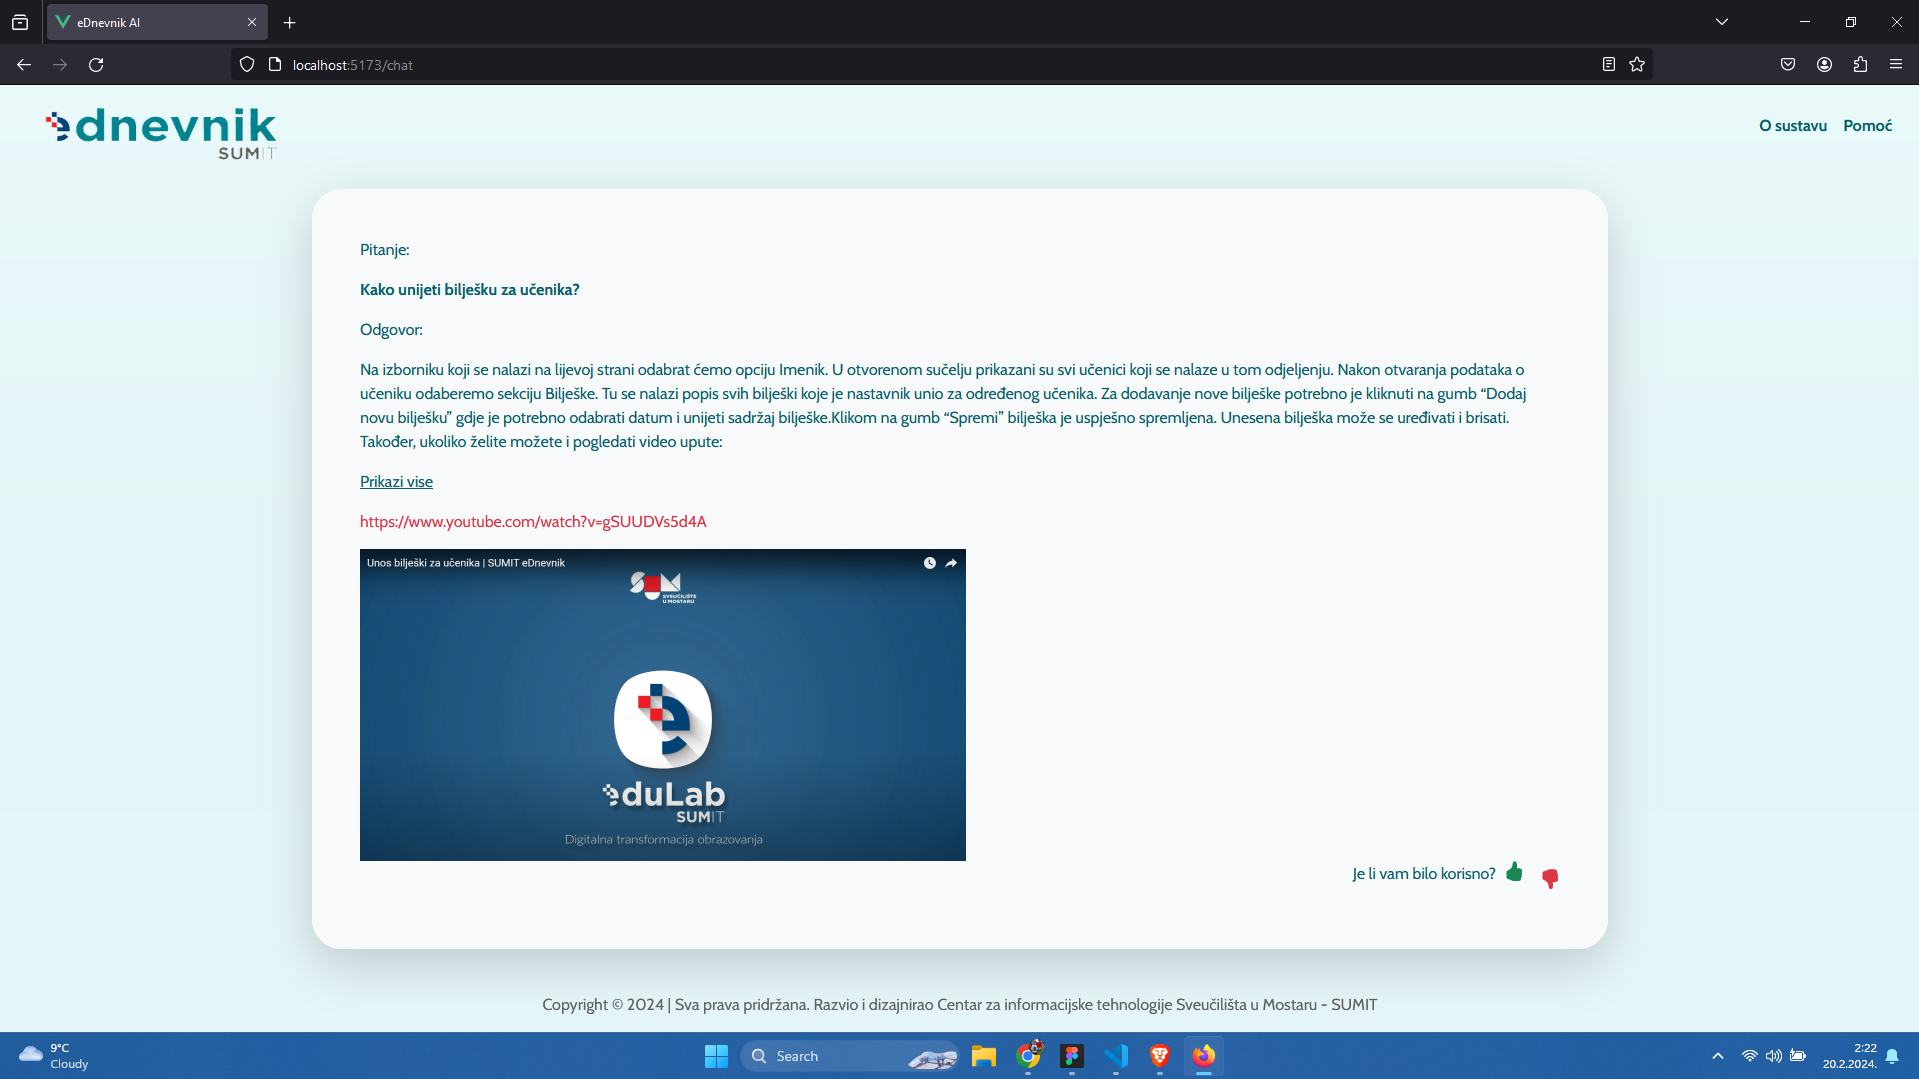 eDnevnik AI
localhost:5173/chat
ednevnik
SUMIT
O sustavu Pomoć
Pitanje:
Kako unijeti bilješku za učenika?
Odgovor:
Na izborniku koji se nalazi na lijevoj strani odabrat ćemo opciju Imenik. U otvorenom sučelju prikazani su svi učenici koji se nalaze u tom odjeljenju. Nakon otvaranja podataka o
učeniku odaberemo sekciju Bilješke. Tu se nalazi popis svih bilješki koje je nastavnik unio za određenog učenika. Za dodavanje nove bilješke potrebno je kliknuti na gumb “Dodaj
novu bilješku” gdje je potrebno odabrati datum i unijeti sadržaj bilješke.Klikom na gumb “Spremi” bilješka je uspješno spremljena. Unesena bilješka može se uređivati i brisati.
Također, ukoliko želite možete i pogledati video upute:
Prikazi vise
https://www.youtube.com/watch?v=gSUUDVs5d4A
Unos bilješki za učenika | SUMIT eDnevnik
SUM
SVEUČILIŠTE
U MOSTARU
eduLab
SUMIT
Digitalna transformacija obrazovanja
Je li vam bilo korisno?
Copyright © 2024 | Sva prava pridržana. Razvio i dizajnirao Centar za informacijske tehnologije Sveučilišta u Mostaru - SUMIT
9°C
Cloudy
Search
2:22
20.2.2024.